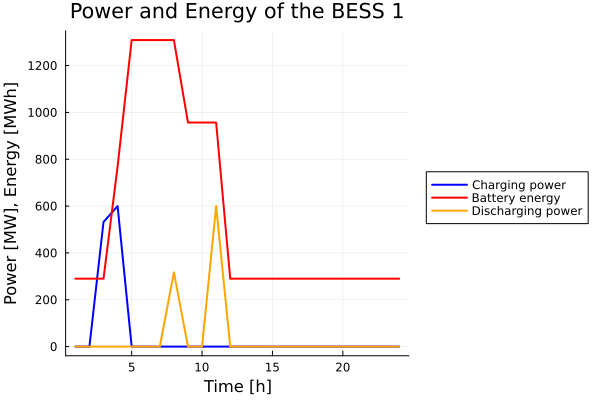 Power and Energy of the BESS 1
Power [MW], Energy [MWh]
1200
1000
800
600
400
200
0
5
10
15
20
Time [h]
Charging power
Battery energy
Discharging power